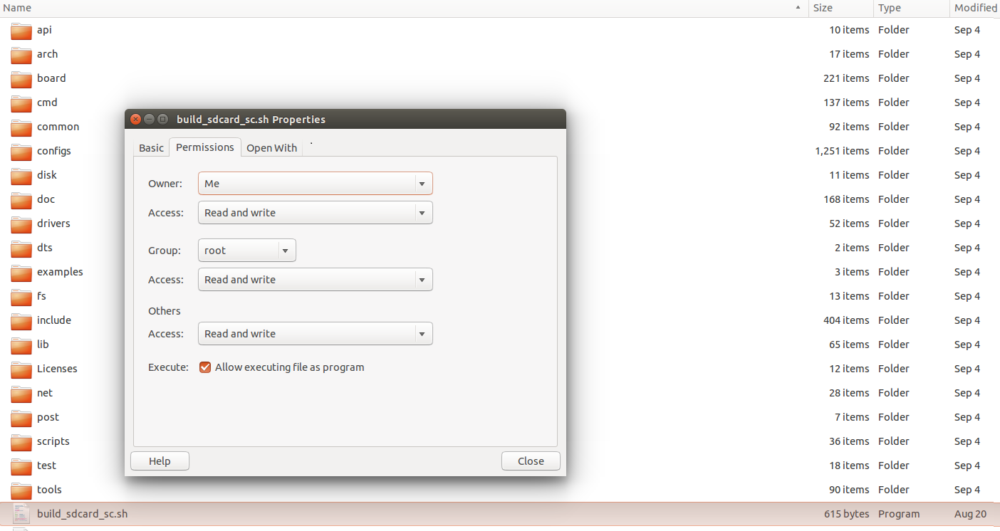 Name Size Type Modified
api 10 items Folder Sep 4
arch 17 items Folder Sep 4
board 221 items Folder Sep 4
cmd 137 items Folder Sep 4
common 92 items Folder Sep 4
configs 1,251 items Folder Sep 4
disk 11 items Folder Sep 4
doc 168 items Folder Sep 4
drivers 52 items Folder Sep 4
dts 2 items Folder Sep 4
examples 3 items Folder Sep 4
fs 13 items Folder Sep 4
include 404 items Folder Sep 4
lib 65 items Folder Sep 4
Licenses 12 items Folder Sep 4
net 28 items Folder Sep 4
post 7 items Folder Sep 4
scripts 36 items Folder Sep 4
test 18 items Folder Sep 4
tools 90 items Folder Sep 4
build_sdcard_sc.sh 615 bytes Program Aug 20
build_sdcard_sc.sh Properties
Basic Permissions Open With
Owner: Me
Access: Read and write
Group: root
Access: Read and write
Others
Access: Read and write
Execute: Allow executing file as program
Help Close